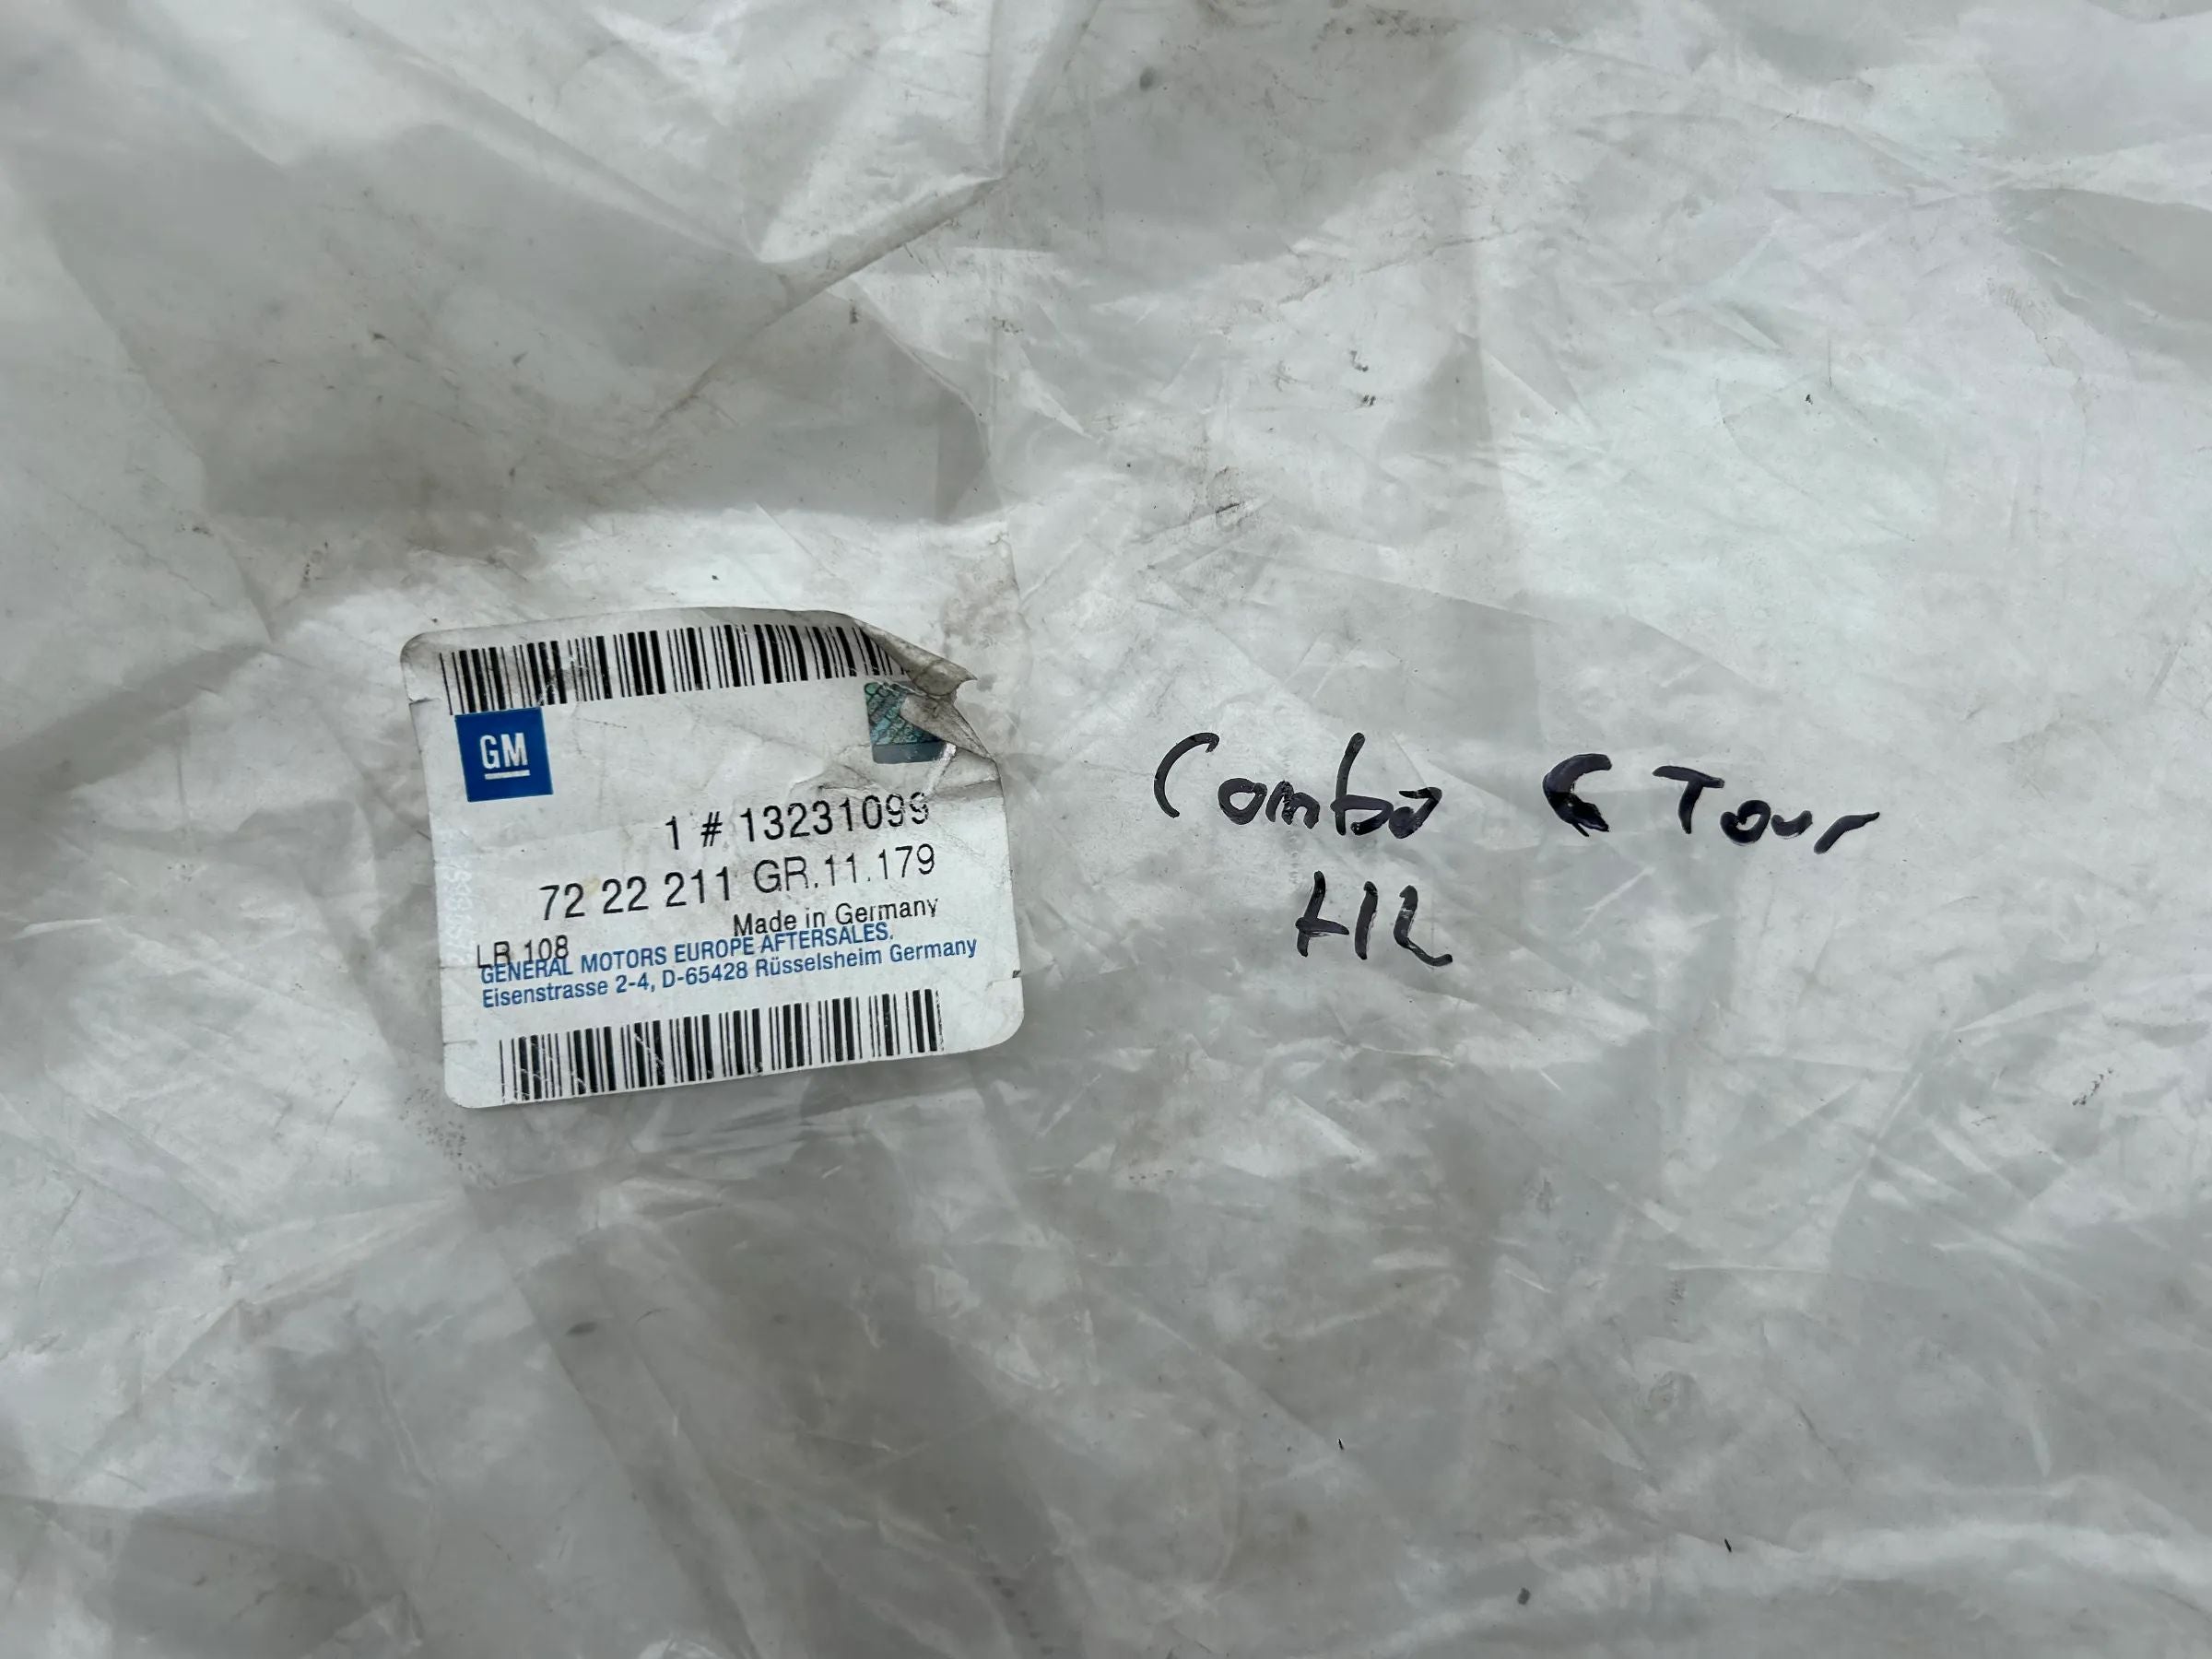 GM
1 # 13231099
72 22 211 GR.11.179
Made in Germany
LR 108
GENERAL MOTORS EUROPE AFTERSALES,
Eisenstrasse 2-4, D-65428 Rüsselsheim Germany
Combo C Tour